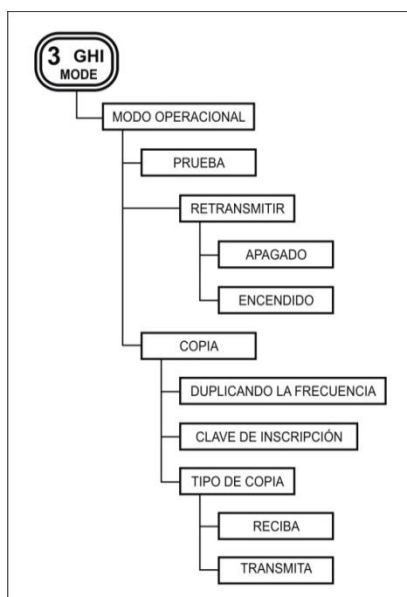 3 GHI
MODE
MODO OPERACIONAL
PRUEBA
RETRANSMITIR
APAGADO
ENCENDIDO
COPIA
DUPLICANDO LA FRECUENCIA
CLAVE DE INSCRIPCIÓN
TIPO DE COPIA
RECIBA
TRANSMITA